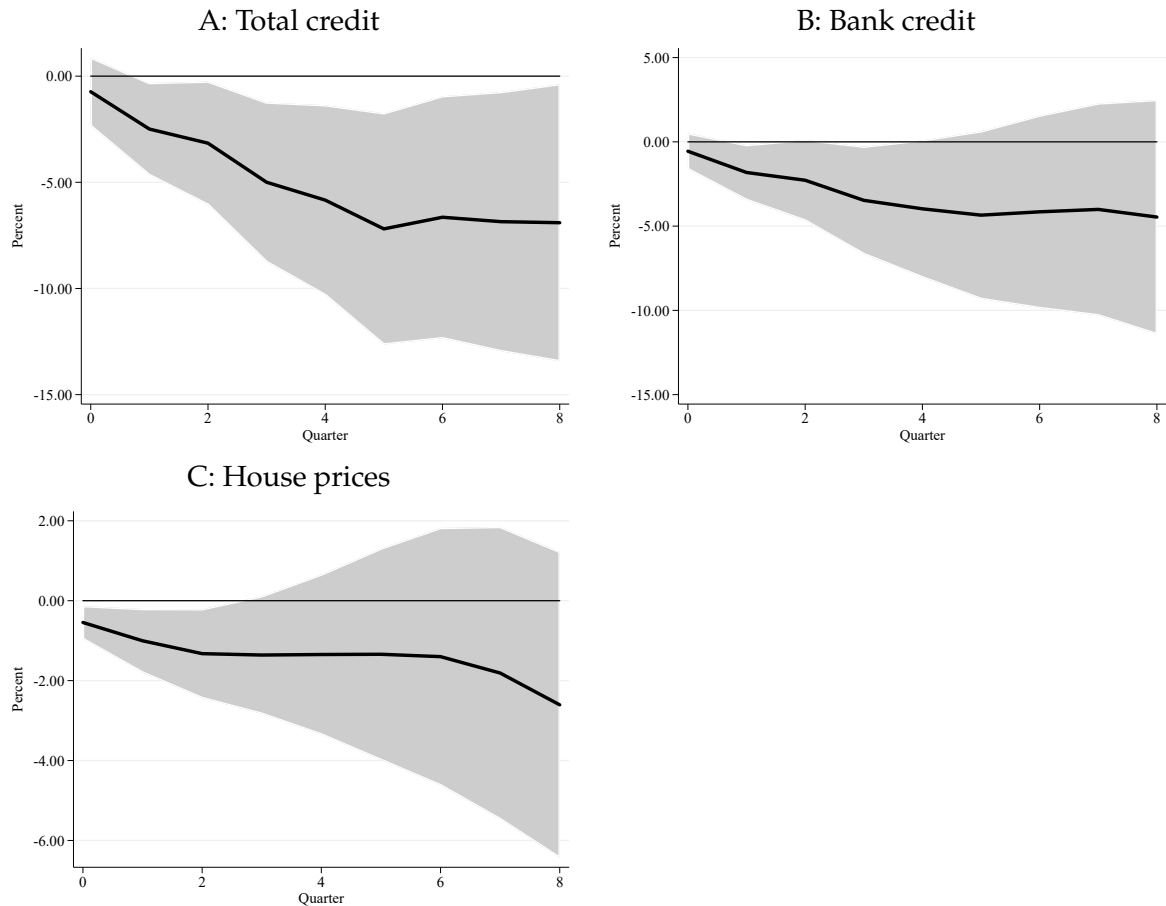 A: Total credit
0.00
-5.00
-10.00
-15.00
Percent
0 2 4 6 8
Quarter
B: Bank credit
5.00
0.00
-5.00
-10.00
-15.00
Percent
0 2 4 6 8
Quarter
C: House prices
2.00
0.00
-2.00
-4.00
-6.00
Percent
0 2 4 6 8
Quarter